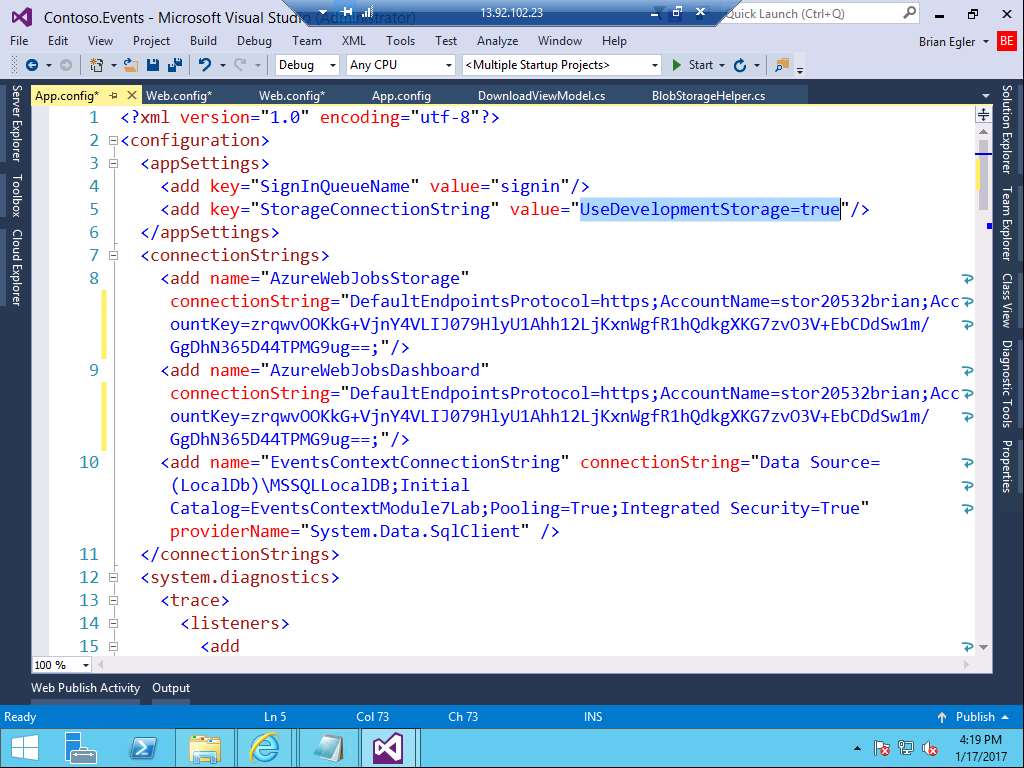 Contoso.Events - Microsoft Visual Studio (Administrator)
13.92.102.23
Quick Launch (Ctrl+Q)
File Edit View Project Build Debug Team XML Tools Test Analyze Window Help
Brian Egler
BE
Debug Any CPU <Multiple Startup Projects> Start
App.config* Web.config* Web.config* App.config DownloadViewModel.cs BlobStorageHelper.cs
Server Explorer
Toolbox
Cloud Explorer
1 <?xml version="1.0" encoding="utf-8"?>
2 <configuration>
3 <appSettings>
4 <add key="SignInQueueName" value="signin"/>
5 <add key="StorageConnectionString" value="UseDevelopmentStorage=true"/>
6 </appSettings>
7 <connectionStrings>
8 <add name="AzureWebJobsStorage"
connectionString="DefaultEndpointsProtocol=https;AccountName=stor20532brian;Acc
ountKey=zrqwvOOKkG+VjnY4VLIJ079HlyU1Ahh12LjKxnWgfR1hQdkgXKG7zvO3V+EbCDdSw1m/
GgDhN365D44TPMG9ug==;"/>
9 <add name="AzureWebJobsDashboard"
connectionString="DefaultEndpointsProtocol=https;AccountName=stor20532brian;Acc
ountKey=zrqwvOOKkG+VjnY4VLIJ079HlyU1Ahh12LjKxnWgfR1hQdkgXKG7zvO3V+EbCDdSw1m/
GgDhN365D44TPMG9ug==;"/>
10 <add name="EventsContextConnectionString" connectionString="Data Source=
(LocalDb)\MSSQLLocalDB;Initial
Catalog=EventsContextModule7Lab;Pooling=True;Integrated Security=True"
providerName="System.Data.SqlClient" />
11 </connectionStrings>
12 <system.diagnostics>
13 <trace>
14 <listeners>
15 <add
Solution Explorer
Team Explorer
Class View
Diagnostic Tools
Properties
100 %
Web Publish Activity Output
Ready Ln 5 Col 73 Ch 73 INS Publish
4:19 PM
1/17/2017